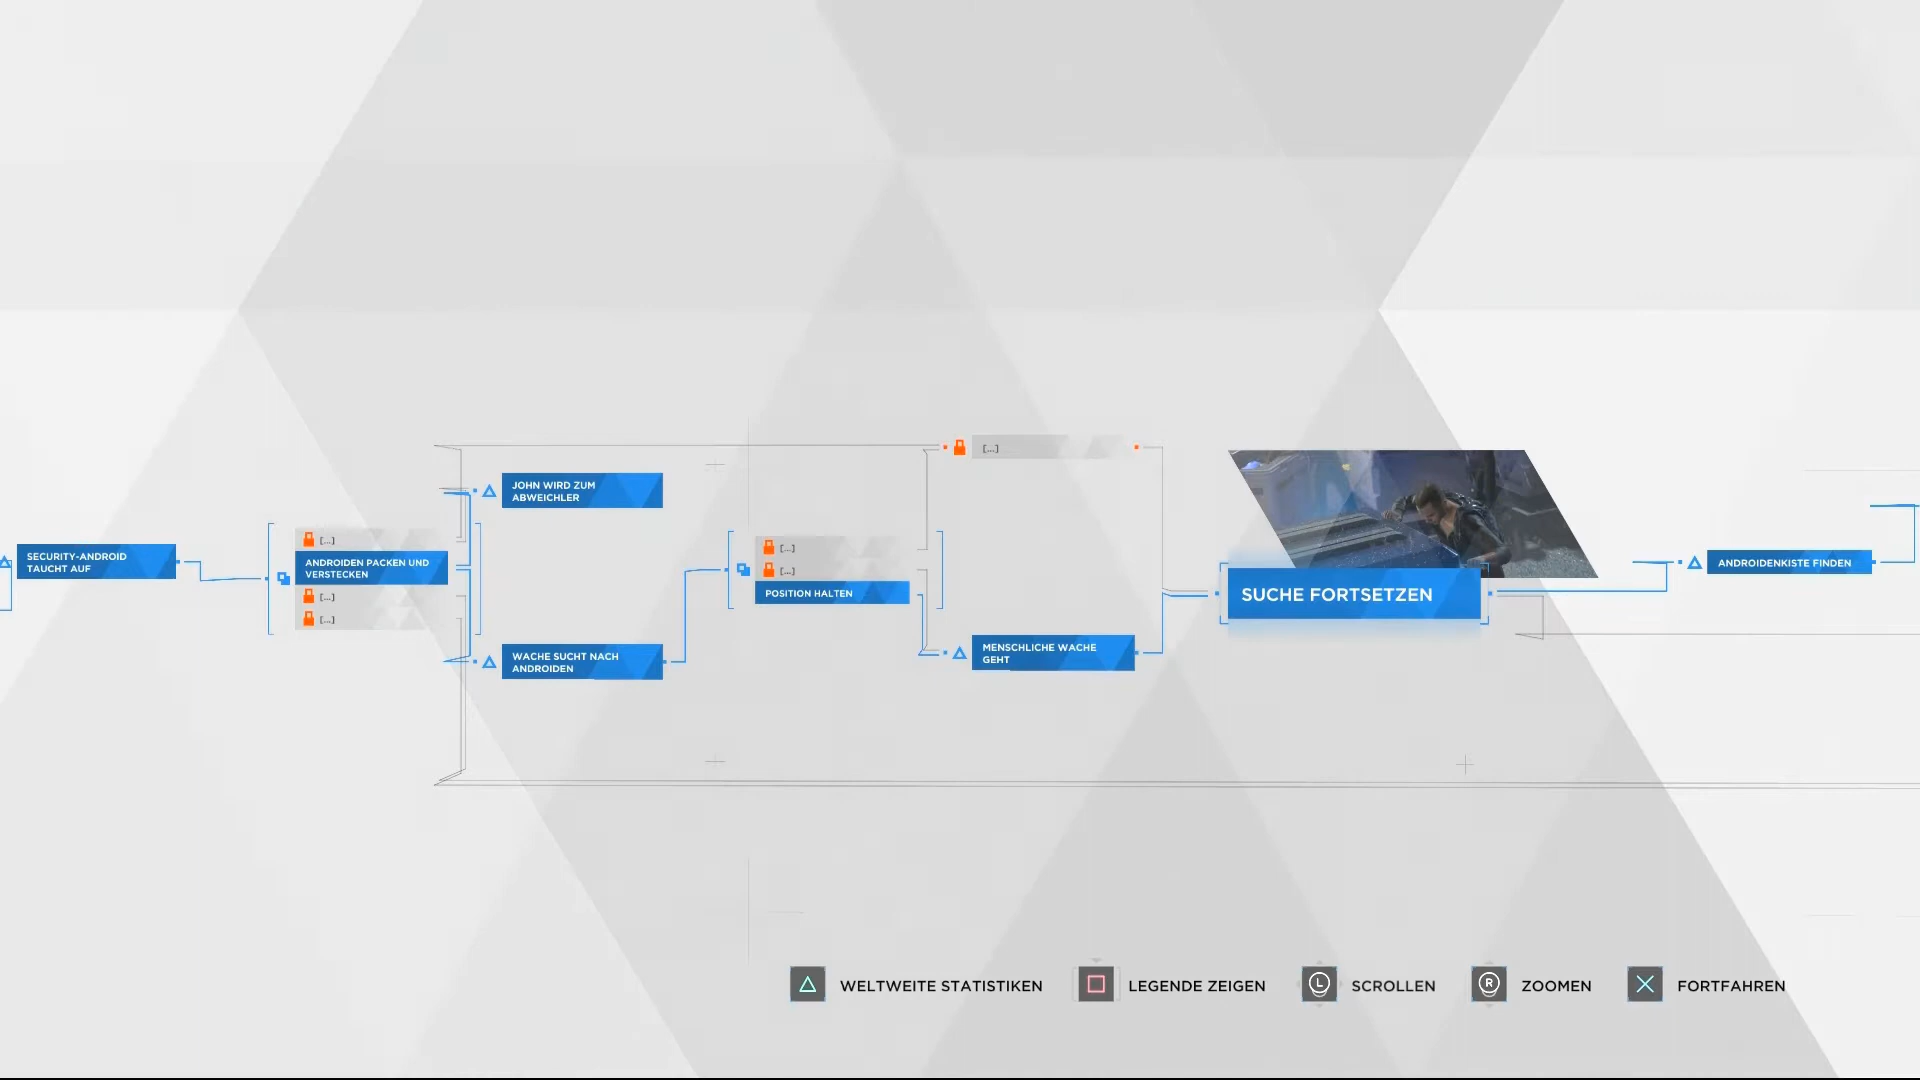 SECURITY-ANDROID
TAUCHT AUF
[...]
ANDROIDEN PACKEN UND
VERSTECKEN
[...]
[...]
JOHN WIRD ZUM
ABWEICHLER
WACHE SUCHT NACH
ANDROIDEN
[...]
[...]
POSITION HALTEN
[...]
MENSCHLICHE WACHE
GEHT
SUCHE FORTSETZEN
ANDROIDENKISTE FINDEN
WELTWEITE STATISTIKEN
LEGENDE ZEIGEN
L
SCROLLEN
R
ZOOMEN
FORTFAHREN